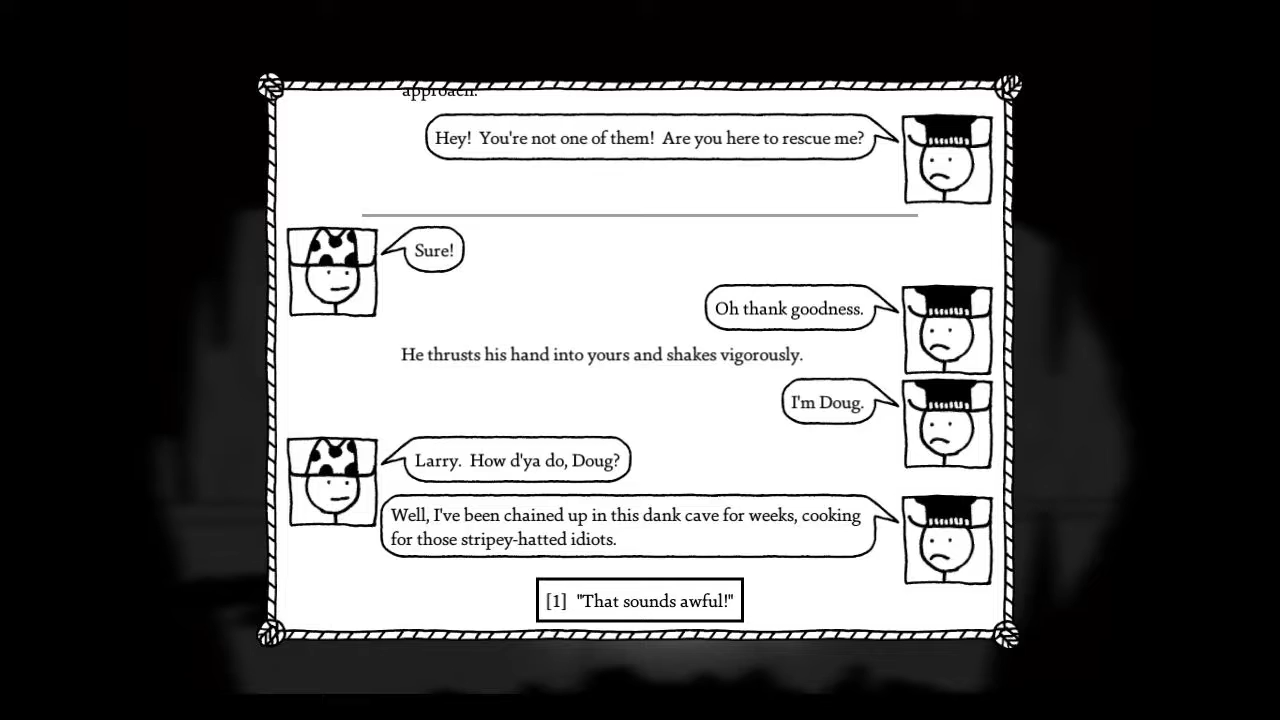 approach.
Hey!  You're not one of them!  Are you here to rescue me?
Sure!
Oh thank goodness.
He thrusts his hand into yours and shakes vigorously.
I'm Doug.
Larry.  How d'ya do, Doug?
Well, I've been chained up in this dank cave for weeks, cooking
for those stripey-hatted idiots.
[1]  "That sounds awful!"